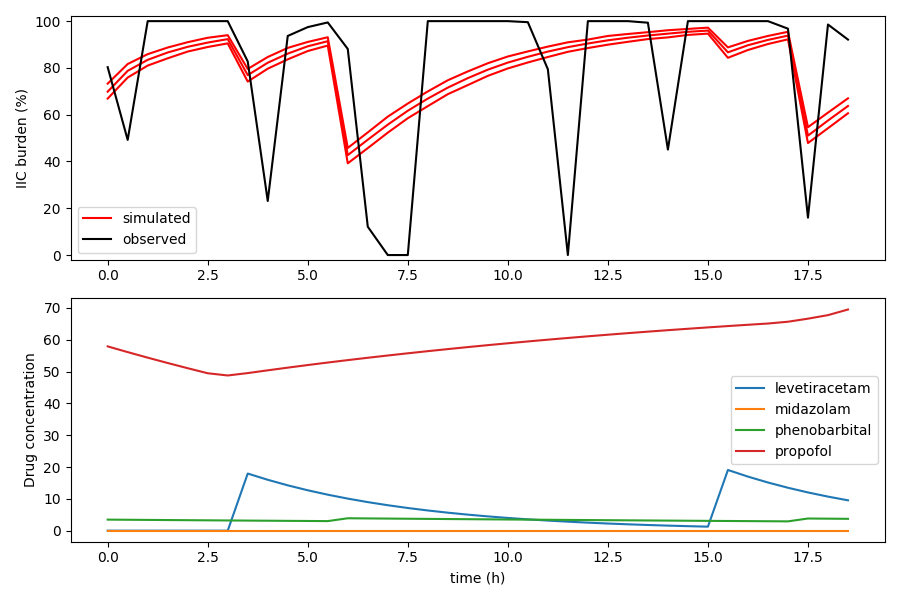 IIC burden (%)
100
80
60
40
20
0
simulated
observed
0.0 2.5 5.0 7.5 10.0 12.5 15.0 17.5
Drug concentration
70
60
50
40
30
20
10
0
levetiracetam
midazolam
phenobarbital
propofol
0.0 2.5 5.0 7.5 10.0 12.5 15.0 17.5
time (h)